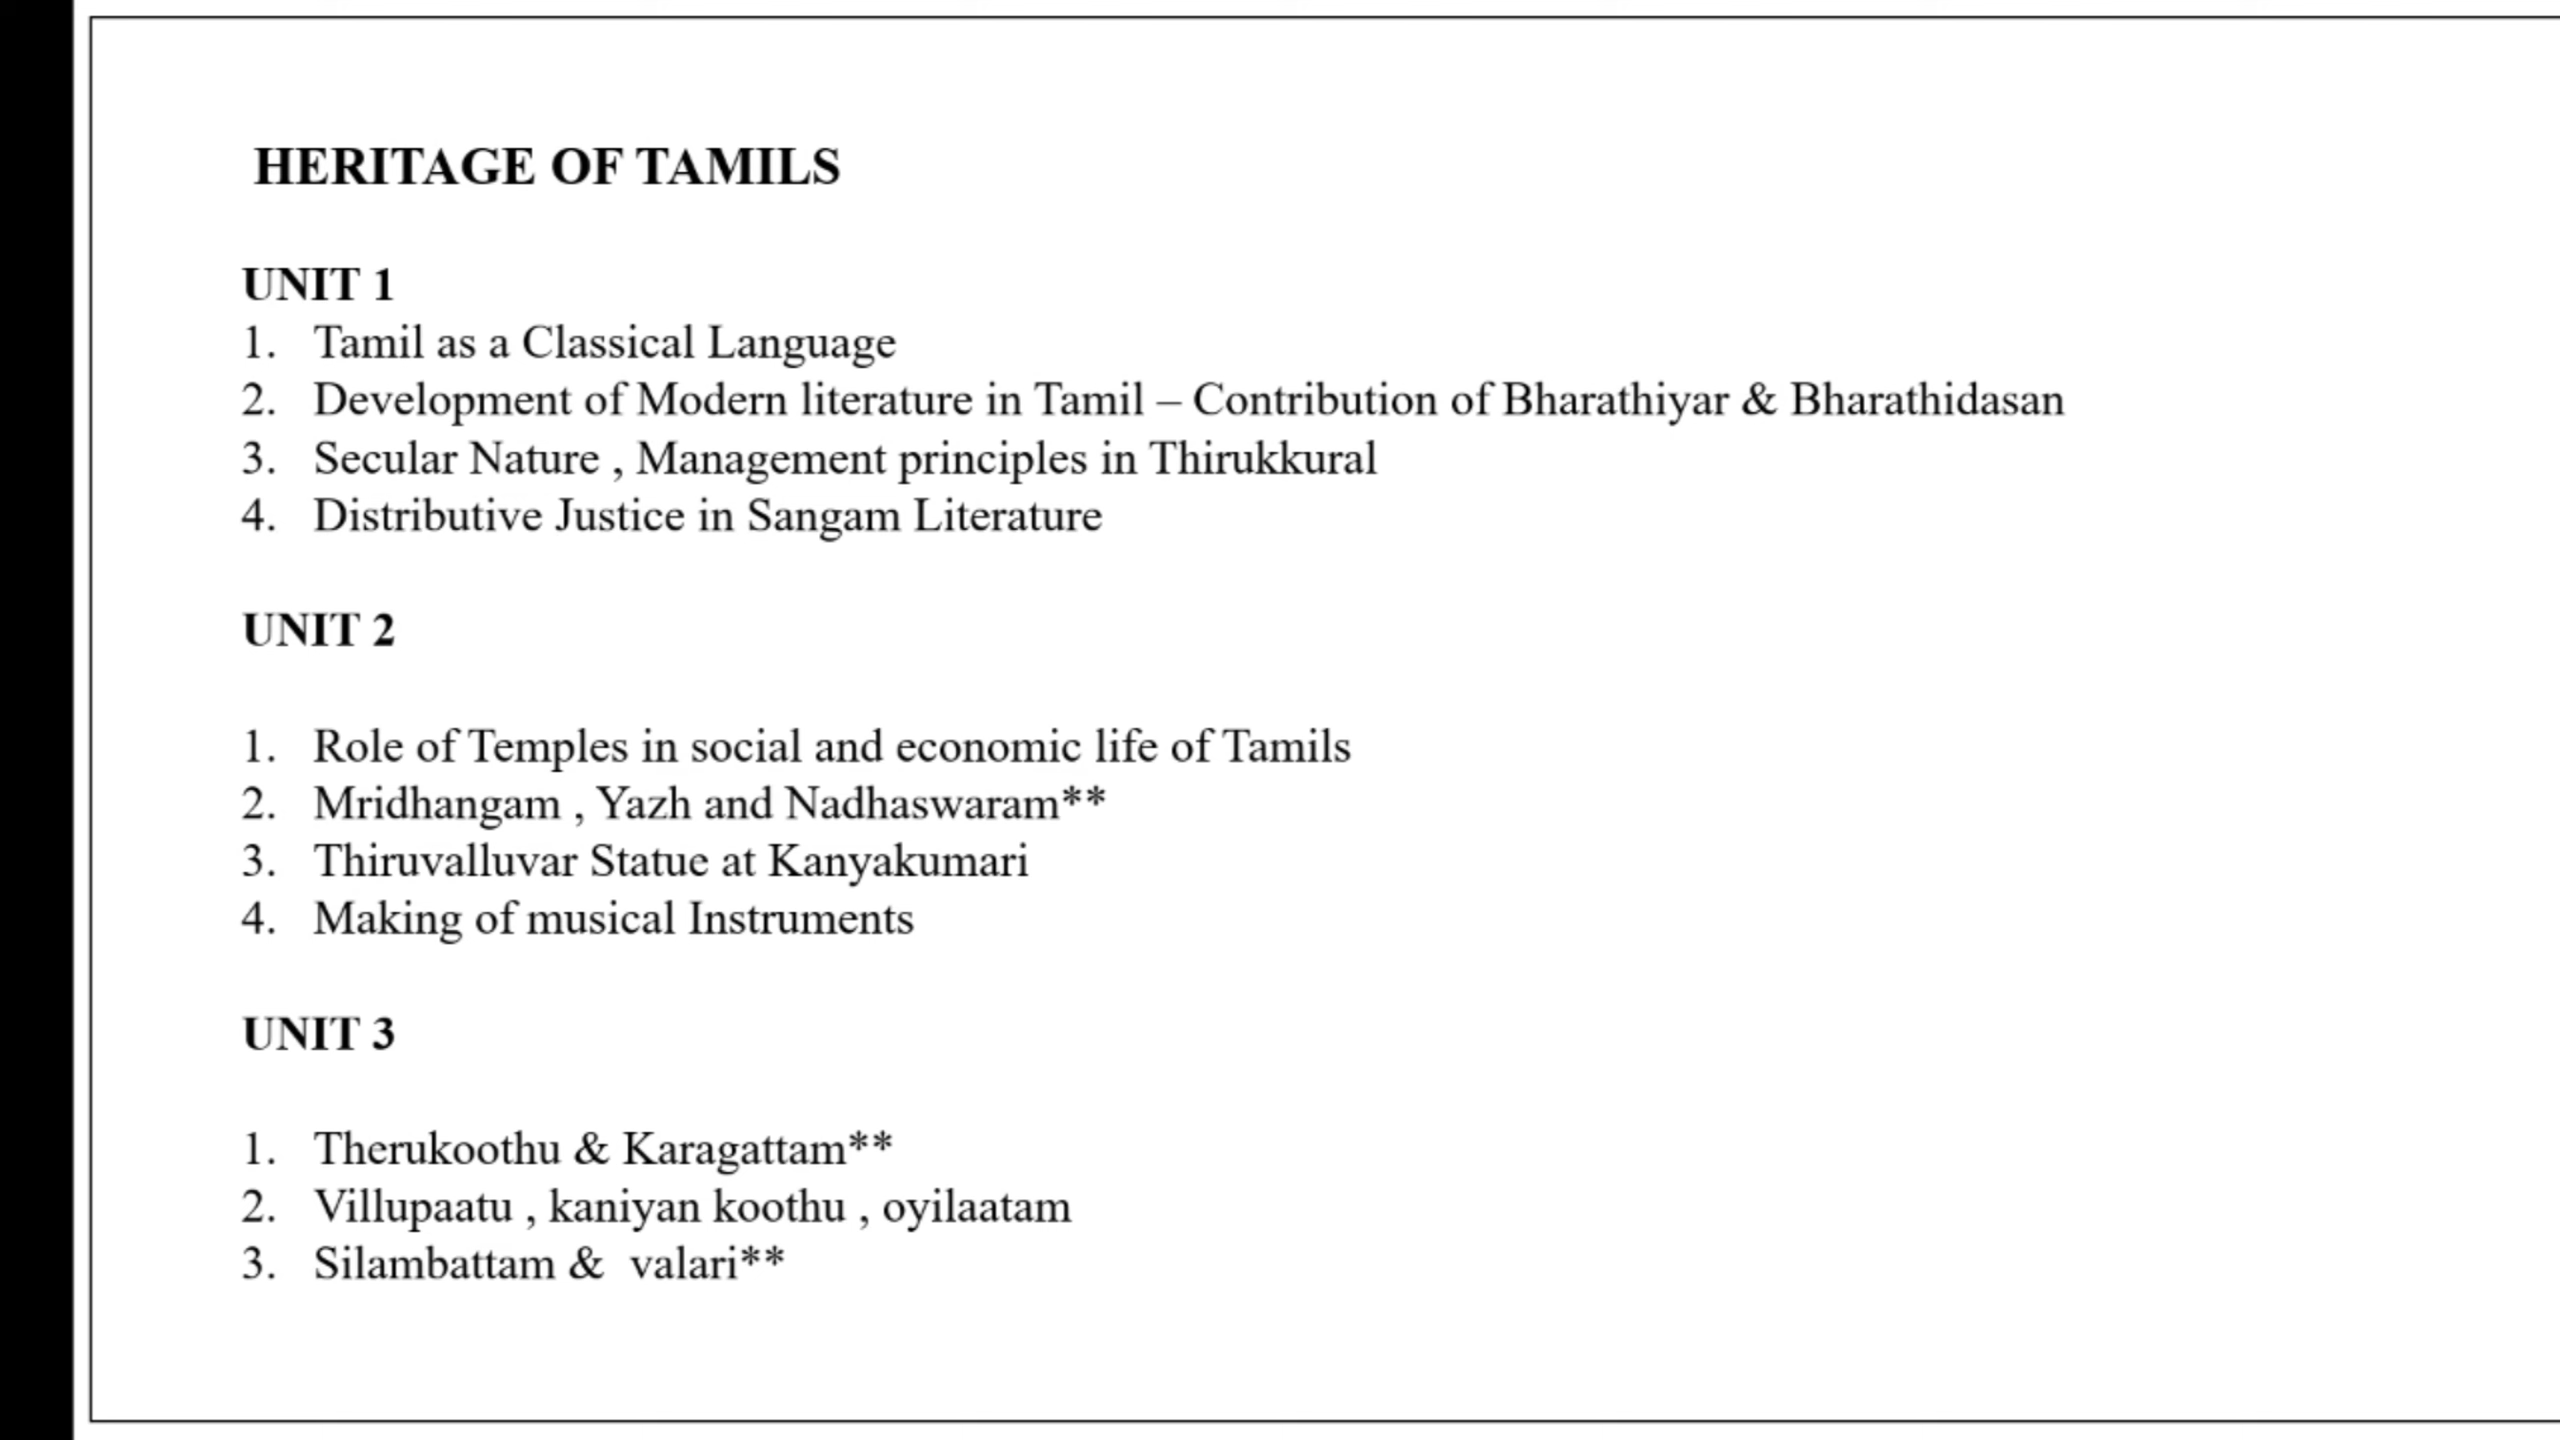 HERITAGE OF TAMILS
UNIT 1
1. Tamil as a Classical Language
2. Development of Modern literature in Tamil – Contribution of Bharathiyar & Bharathidasan
3. Secular Nature , Management principles in Thirukkural
4. Distributive Justice in Sangam Literature
UNIT 2
1. Role of Temples in social and economic life of Tamils
2. Mridhangam , Yazh and Nadhaswaram**
3. Thiruvalluvar Statue at Kanyakumari
4. Making of musical Instruments
UNIT 3
1. Therukoothu & Karagattam**
2. Villupaatu , kaniyan koothu , oyilaatam
3. Silambattam &  valari**